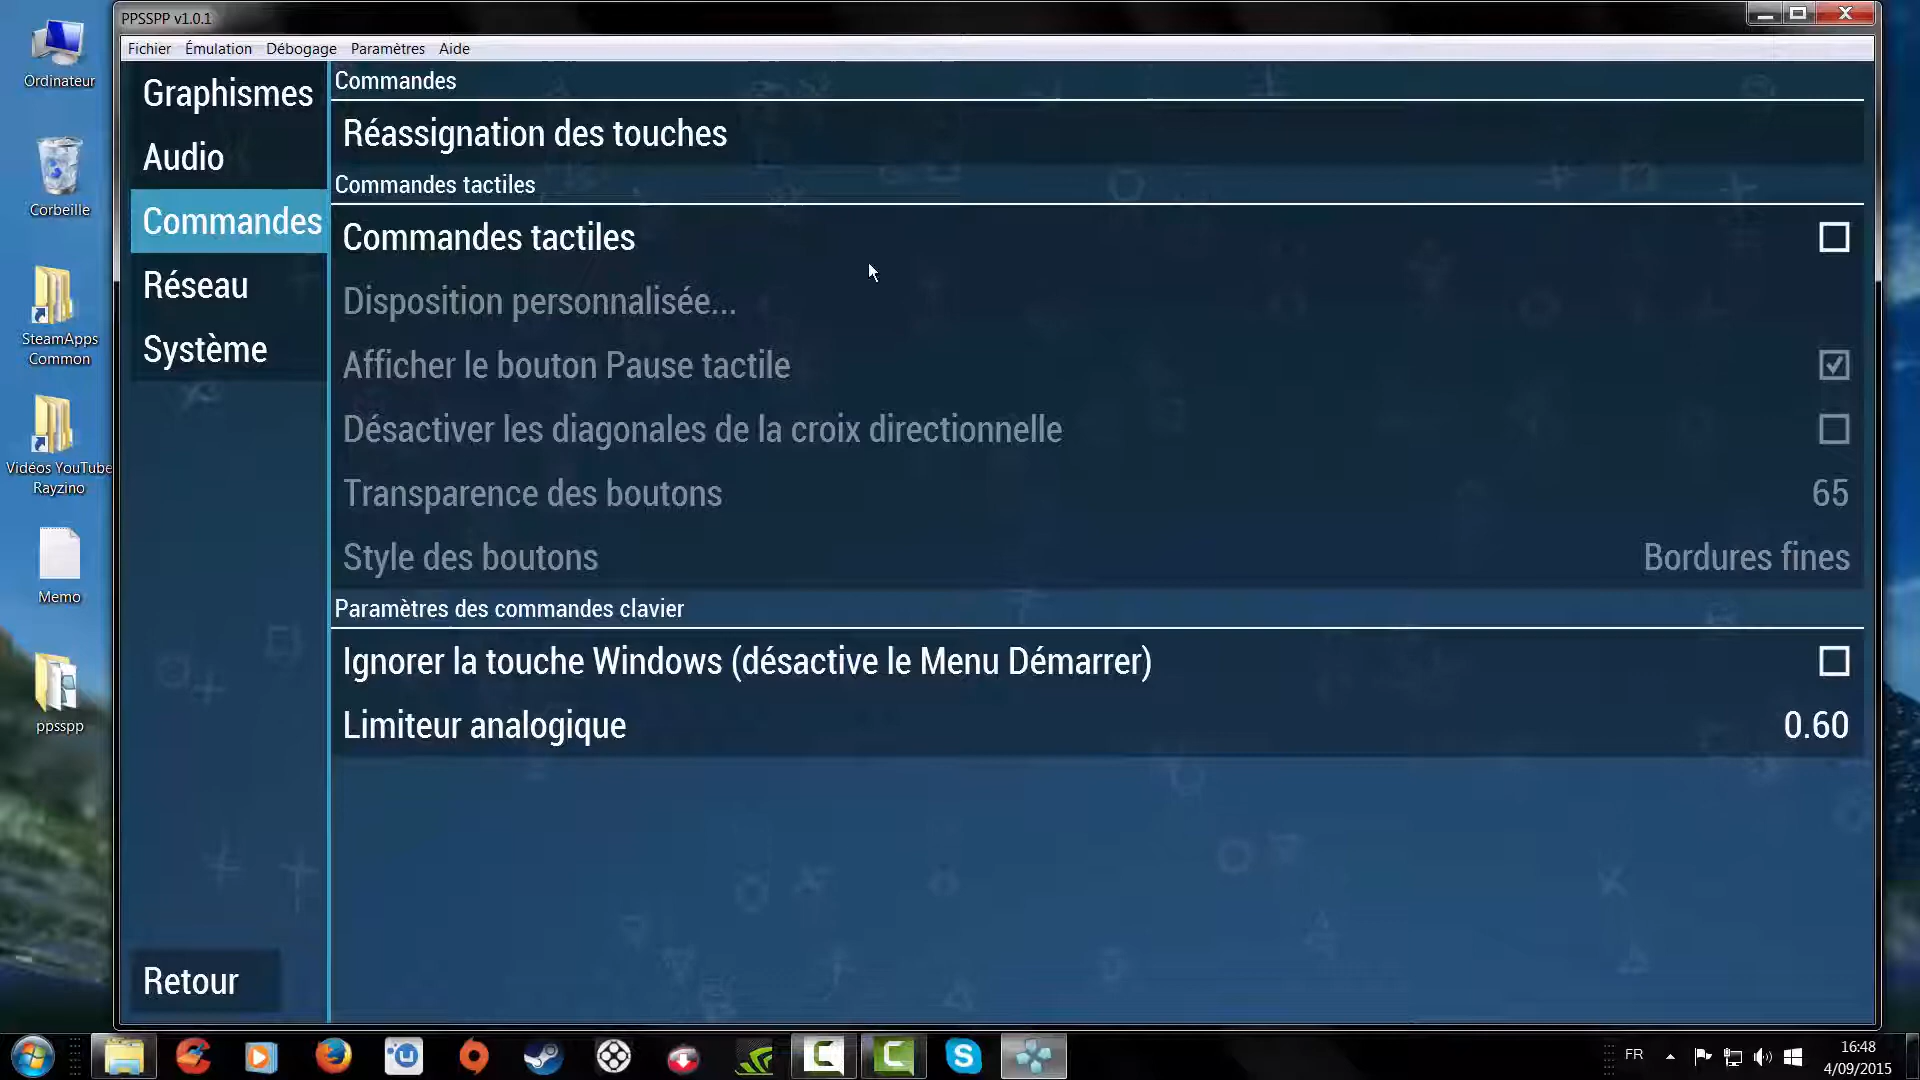 PPSSPP v1.0.1
Fichier Émulation Débogage Paramètres Aide
Ordinateur
Corbeille
SteamApps
Common
Vidéos YouTube
Rayzino
Memo
ppsspp
Graphismes
Audio
Commandes
Réseau
Système
Retour
Commandes
Réassignation des touches
Commandes tactiles
Commandes tactiles
Disposition personnalisée...
Afficher le bouton Pause tactile
Désactiver les diagonales de la croix directionnelle
Transparence des boutons 65
Style des boutons Bordures fines
Paramètres des commandes clavier
Ignorer la touche Windows (désactive le Menu Démarrer)
Limiteur analogique 0.60
FR
16:48
4/09/2015